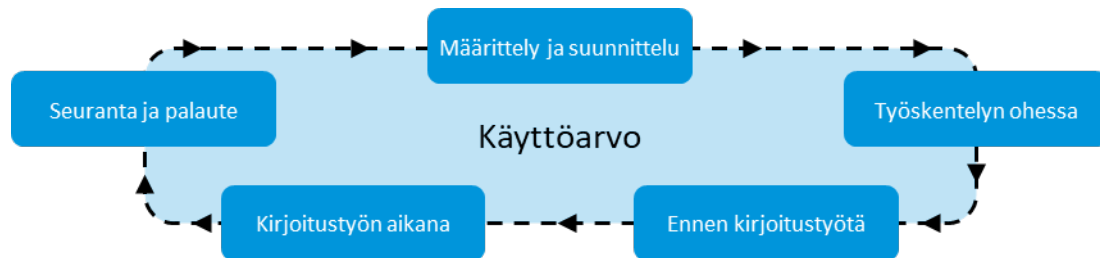 Määrittely ja suunnittelu
Seuranta ja palaute
Työskentelyn ohessa
Käyttöarvo
Kirjoitustyön aikana
Ennen kirjoitustyötä